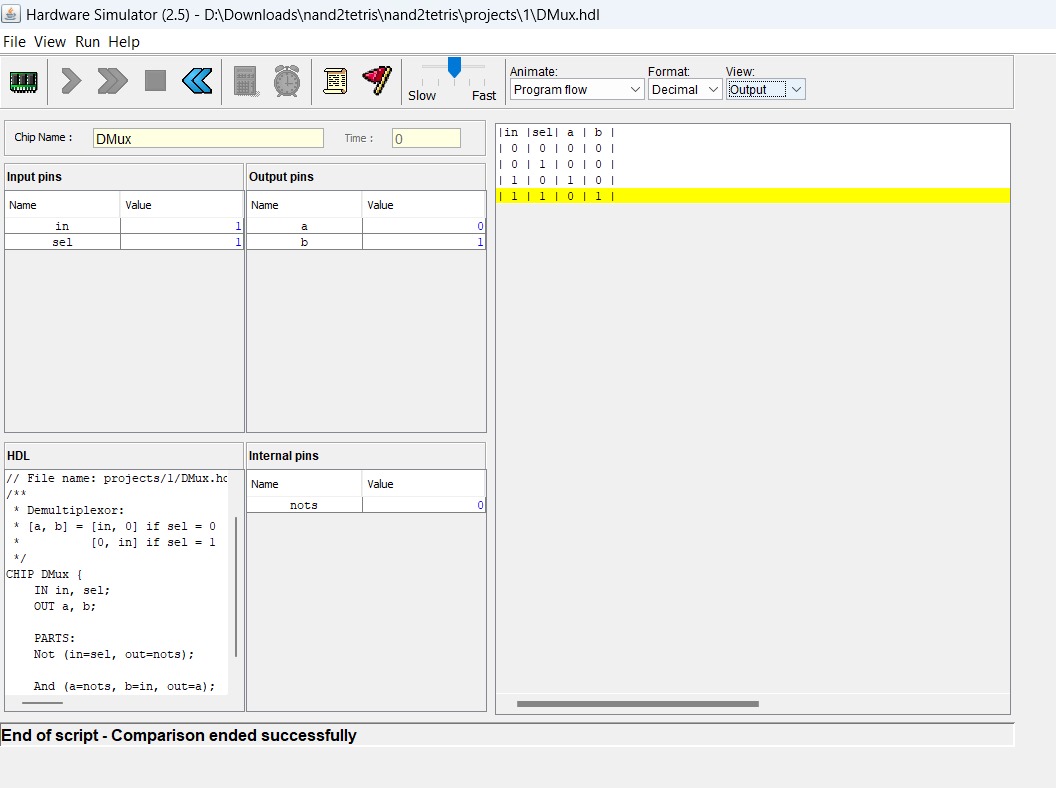 Hardware Simulator (2.5) - D:\Downloads\nand2tetris\nand2tetris\projects\1\DMux.hdl
File View Run Help
Slow Fast
Animate: Format: View:
Program flow Decimal Output
Chip Name : DMux Time : 0
Input pins
Name Value
in 1
sel 1
Output pins
Name Value
a 0
b 1
|in |sel| a | b |
| 0 | 0 | 0 | 0 |
| 0 | 1 | 0 | 0 |
| 1 | 0 | 1 | 0 |
| 1 | 1 | 0 | 1 |
HDL
// File name: projects/1/DMux.hd
/**
* Demultiplexor:
* [a, b] = [in, 0] if sel = 0
* [0, in] if sel = 1
*/
CHIP DMux {
IN in, sel;
OUT a, b;
PARTS:
Not (in=sel, out=nots);
And (a=nots, b=in, out=a);
Internal pins
Name Value
nots 0
End of script - Comparison ended successfully